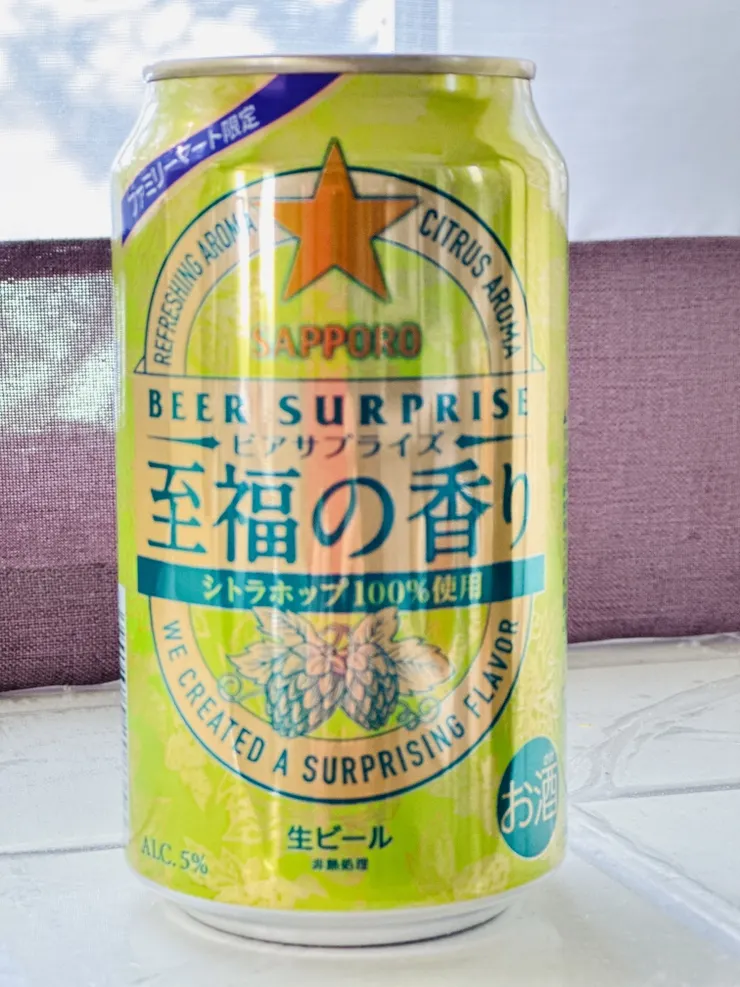 ファミリーマート限定
REFRESHING AROMA
CITRUS AROMA
SAPPORO
BEER SURPRISE
ビアサプライズ
至福の香り
シトラホップ100%使用
WE CREATED A SURPRISING FLAVOR
お酒
生ビール
非熱処理
ALC. 5%